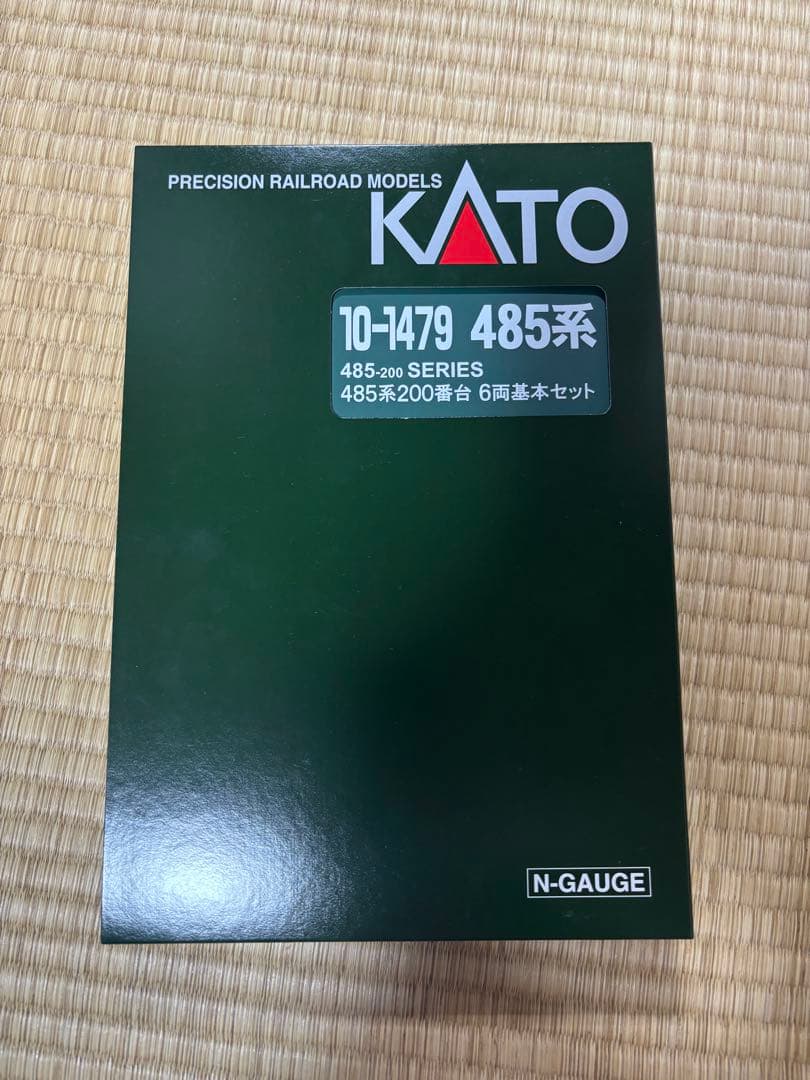 PRECISION RAILROAD MODELS
KATO
10-1479 485系
485-200 SERIES
485系200番台 6両基本セット
N-GAUGE